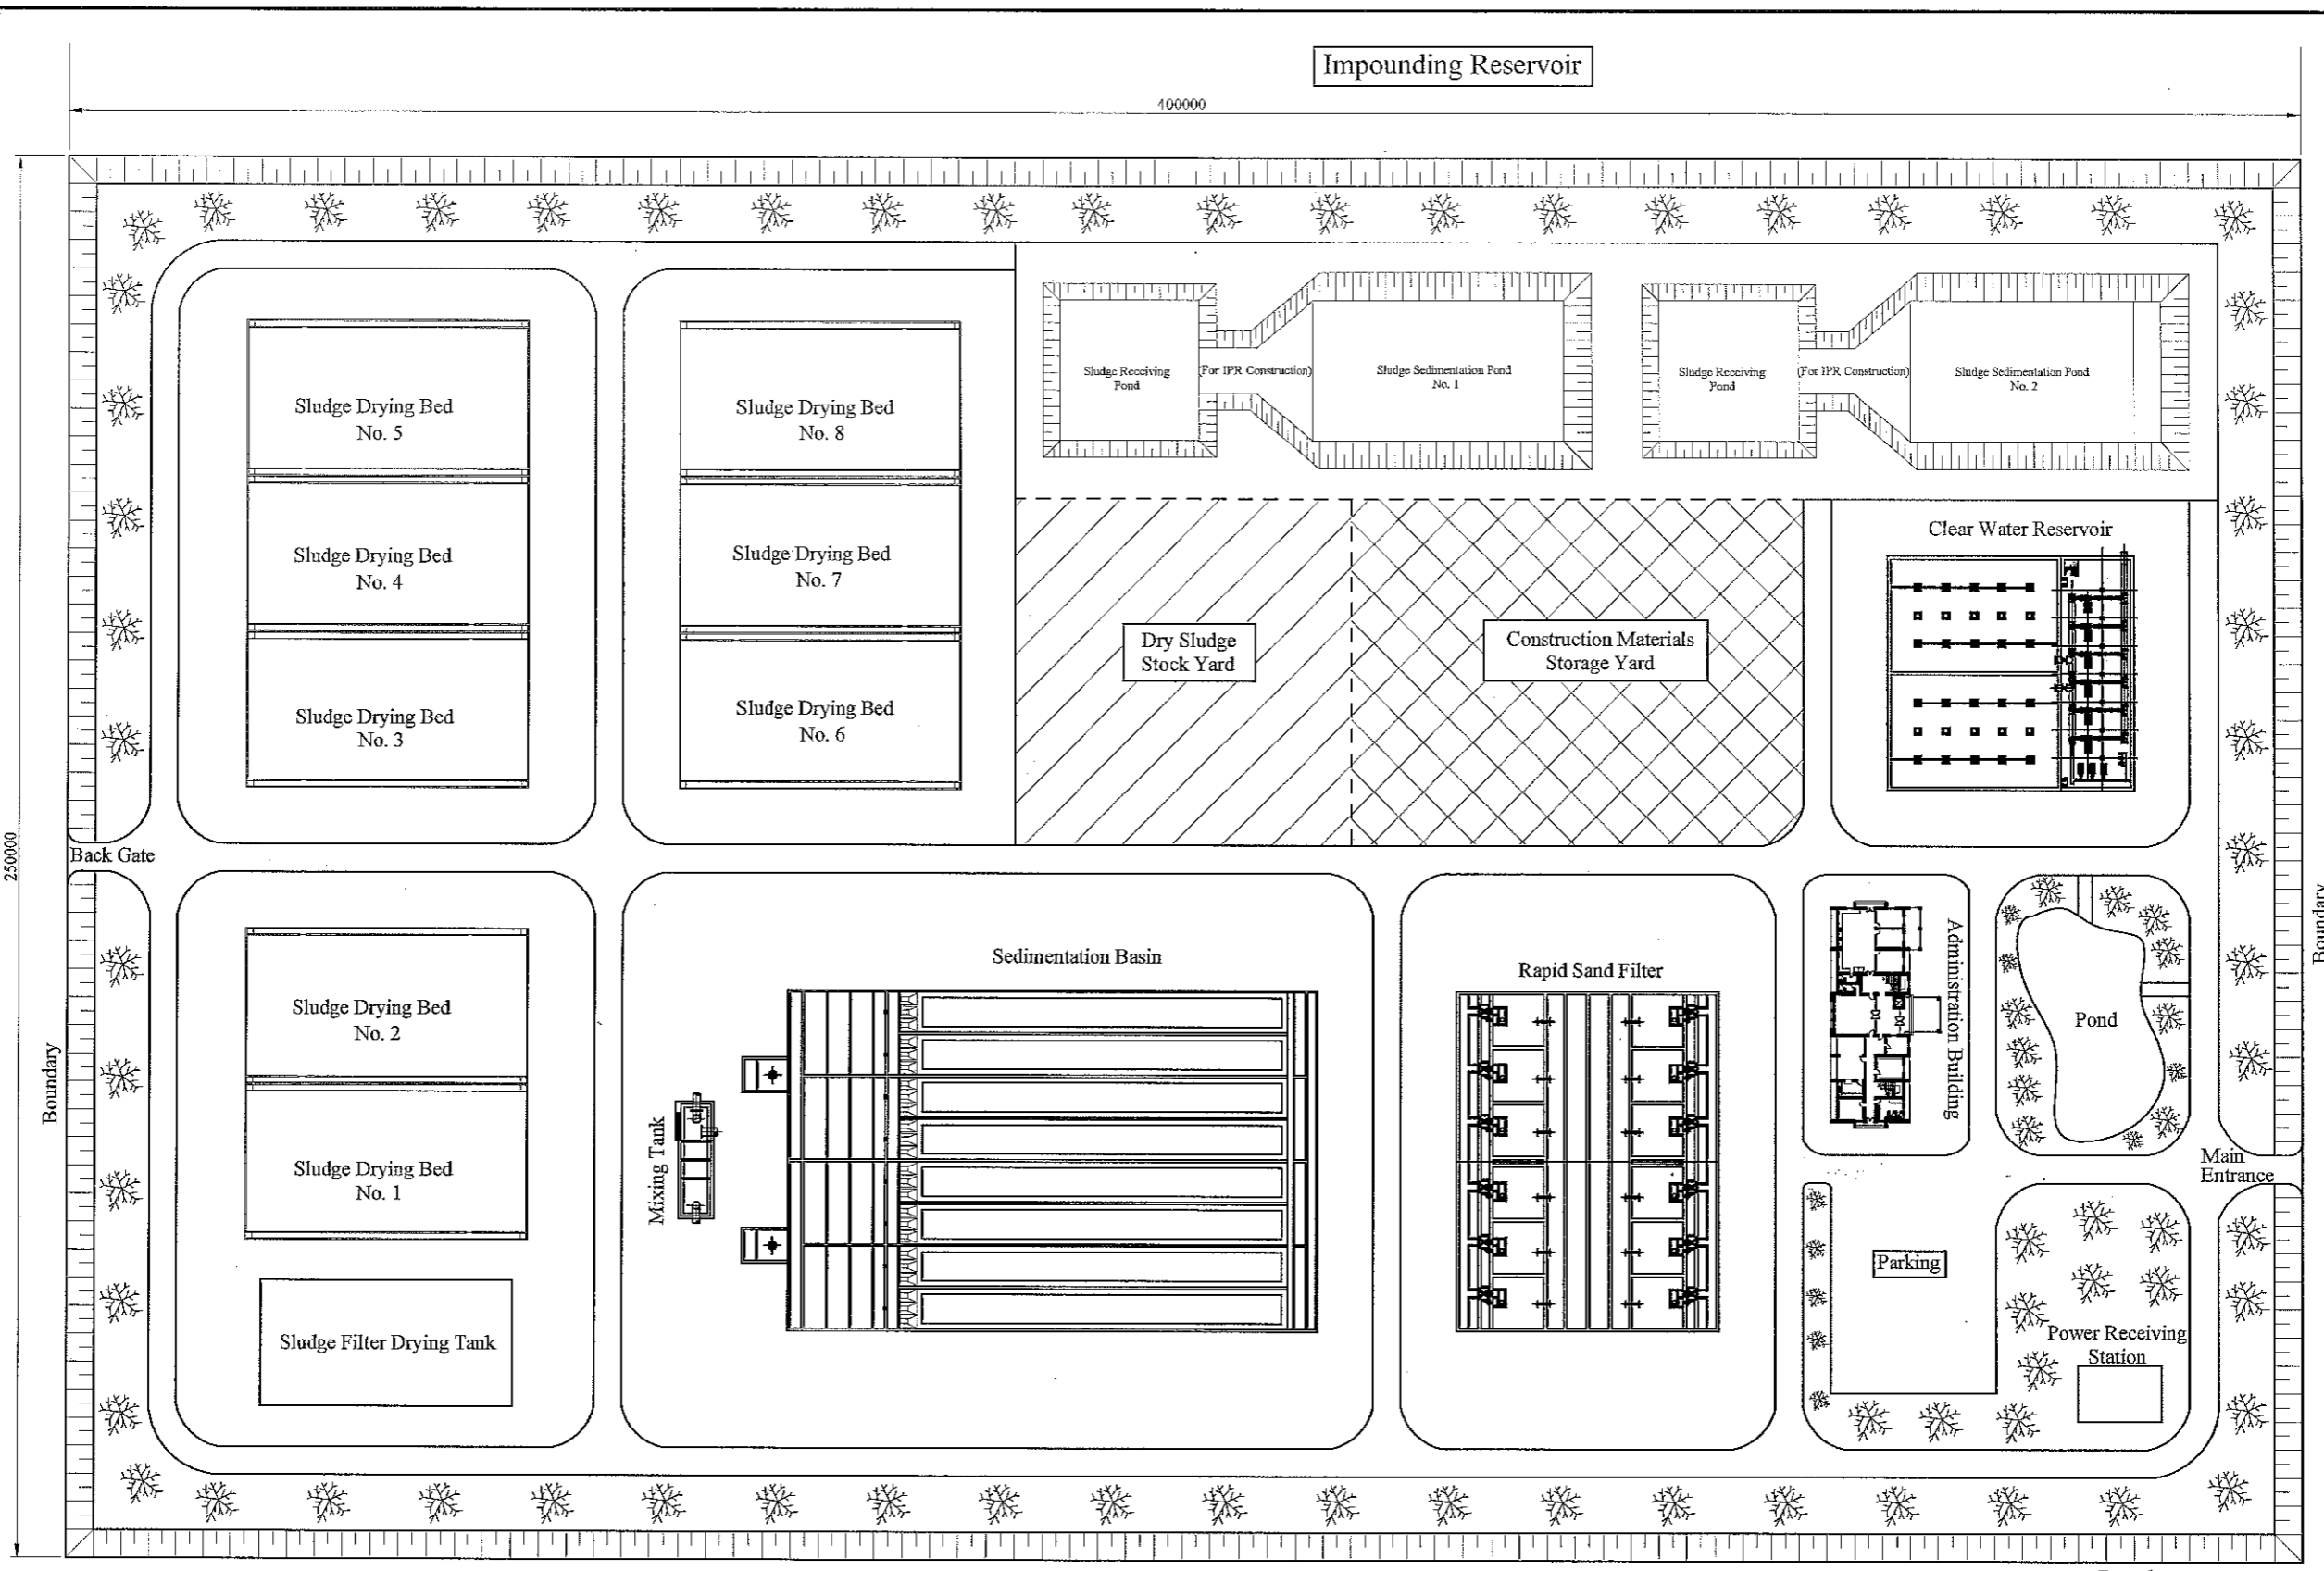 Impounding Reservoir
400000
250000
Sludge Drying Bed
No. 5
Sludge Drying Bed
No. 8
Sludge Receiving
Pond
(For IPR Construction)
Sludge Sedimentation Pond
No. 1
Sludge Receiving
Pond
(For IPR Construction)
Sludge Sedimentation Pond
No. 2
Sludge Drying Bed
No. 4
Sludge Drying Bed
No. 7
Clear Water Reservoir
Dry Sludge
Stock Yard
Construction Materials
Storage Yard
Sludge Drying Bed
No. 3
Sludge Drying Bed
No. 6
Back Gate
Boundary
Sludge Drying Bed
No. 2
Sedimentation Basin
Rapid Sand Filter
Administration Building
Pond
Boundary
Mixing Tank
Sludge Drying Bed
No. 1
Main
Entrance
Parking
Sludge Filter Drying Tank
Power Receiving
Station